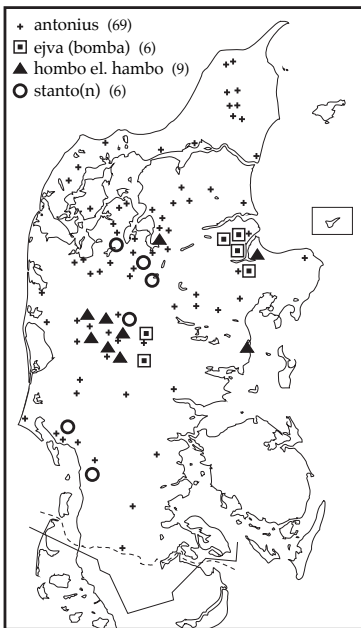 antonius (69)
ejva (bomba) (6)
hombo el. hambo (9)
stanto(n) (6)